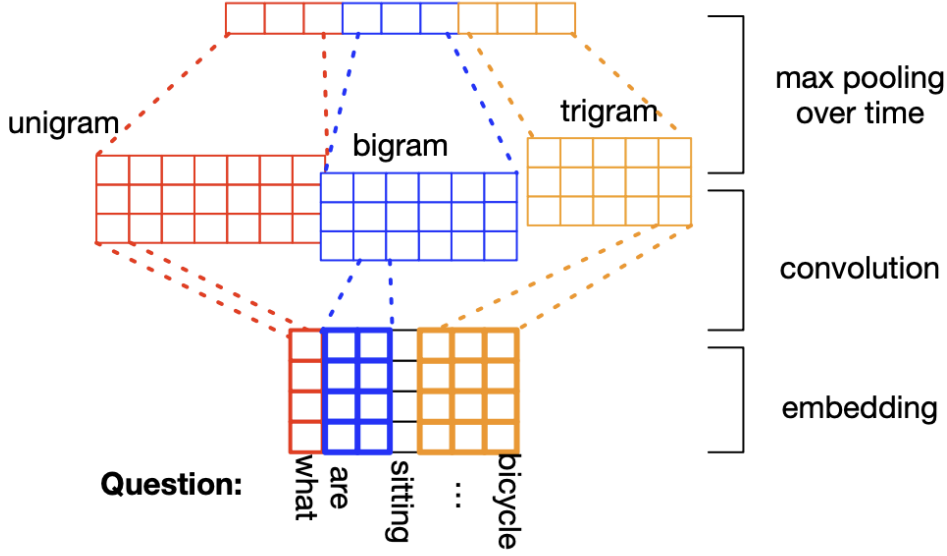 max pooling
over time
unigram
bigram
trigram
convolution
embedding
Question:
what
are
sitting
...
bicycle